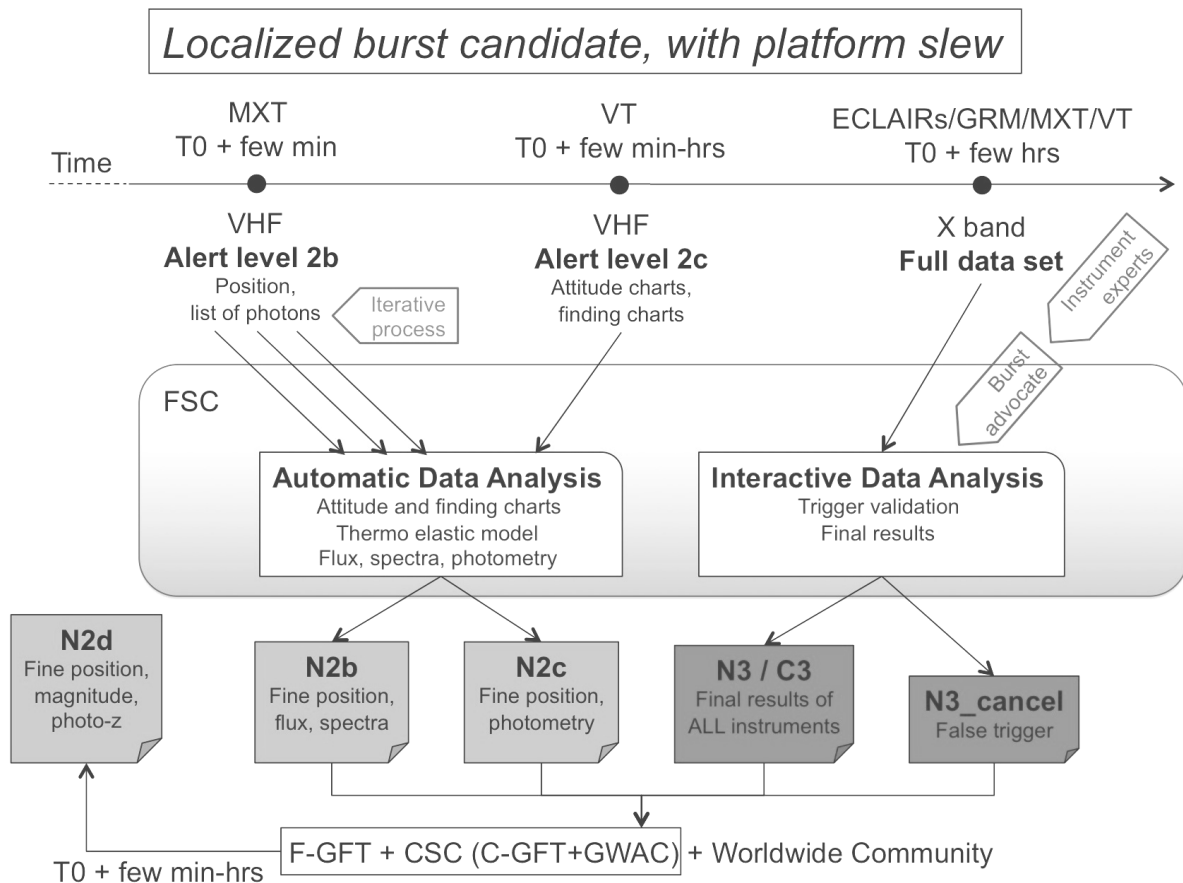 Localized burst candidate, with platform slew
MXT
T0 + few min
VT
T0 + few min-hrs
ECLAIRs/GRM/MXT/VT
T0 + few hrs
Time
VHF
Alert level 2b
Position,
list of photons
Iterative
process
VHF
Alert level 2c
Attitude charts,
finding charts
X band
Full data set
Instrument
experts
Burst
advocate
FSC
Automatic Data Analysis
Attitude and finding charts
Thermo elastic model
Flux, spectra, photometry
Interactive Data Analysis
Trigger validation
Final results
N2d
Fine position,
magnitude,
photo-z
N2b
Fine position,
flux, spectra
N2c
Fine position,
photometry
N3 / C3
Final results of
ALL instruments
N3_cancel
False trigger
T0 + few min-hrs
F-GFT + CSC (C-GFT+GWAC) + Worldwide Community